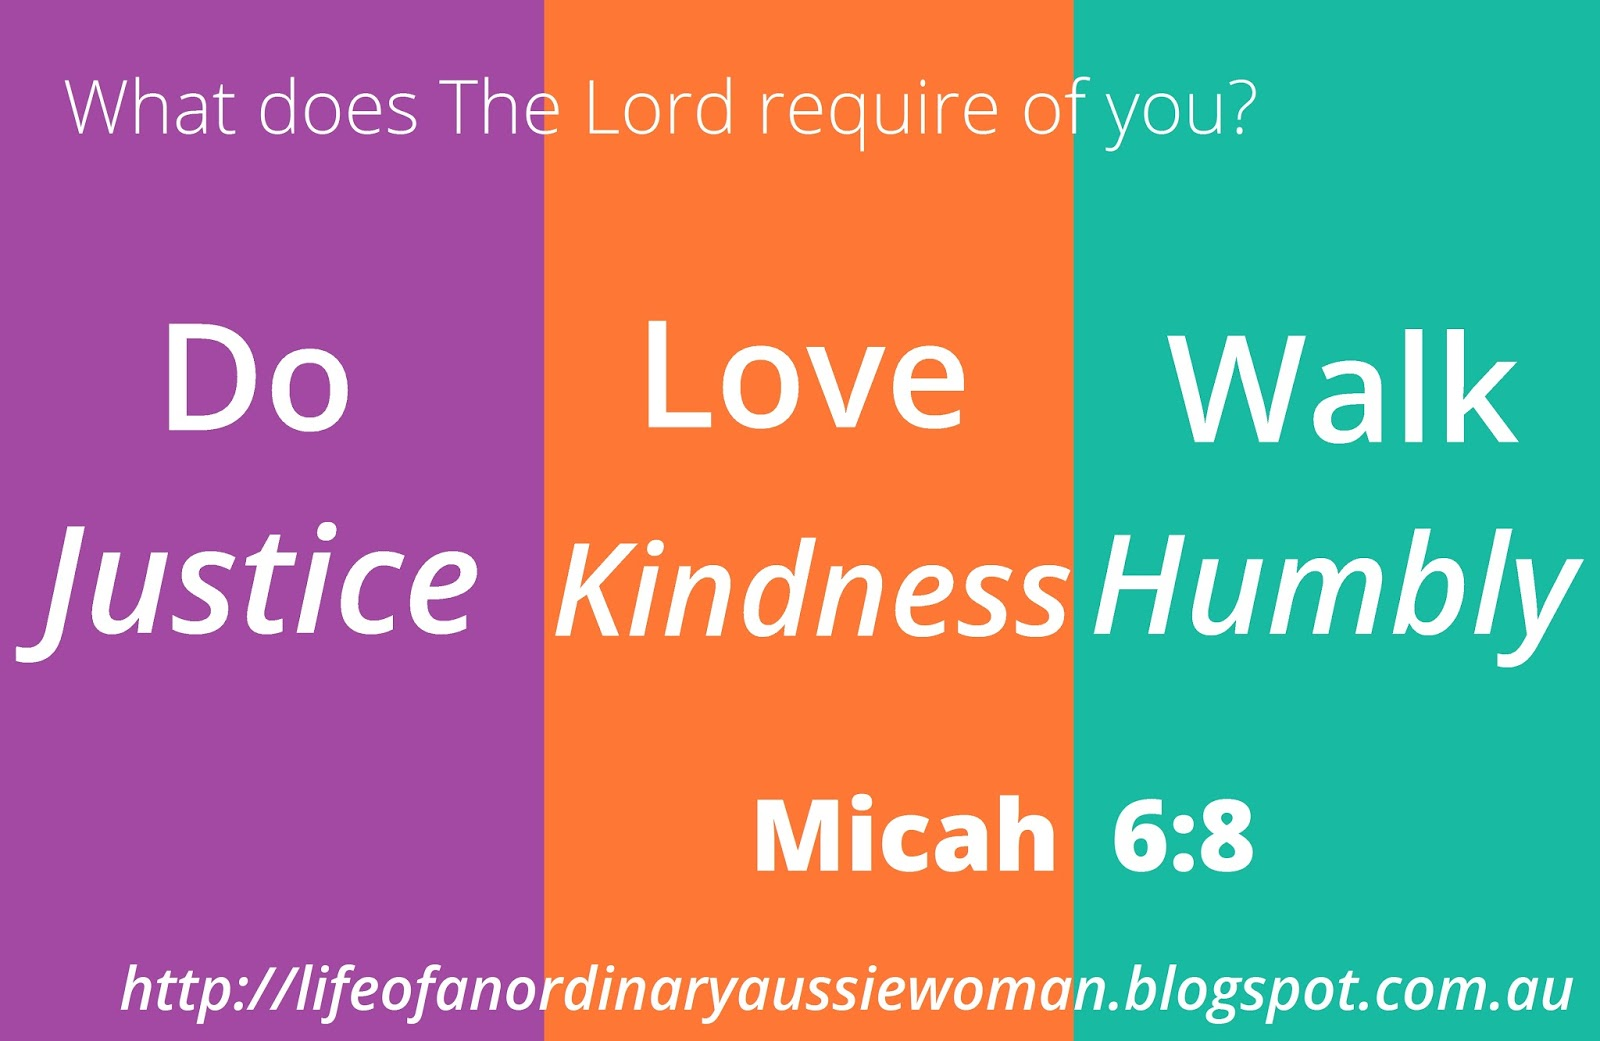 What does The Lord require of you?
Do Love Walk
Justice Kindness Humbly
Micah 6:8
http://lifeofanordinaryaussiewoman.blogspot.com.au